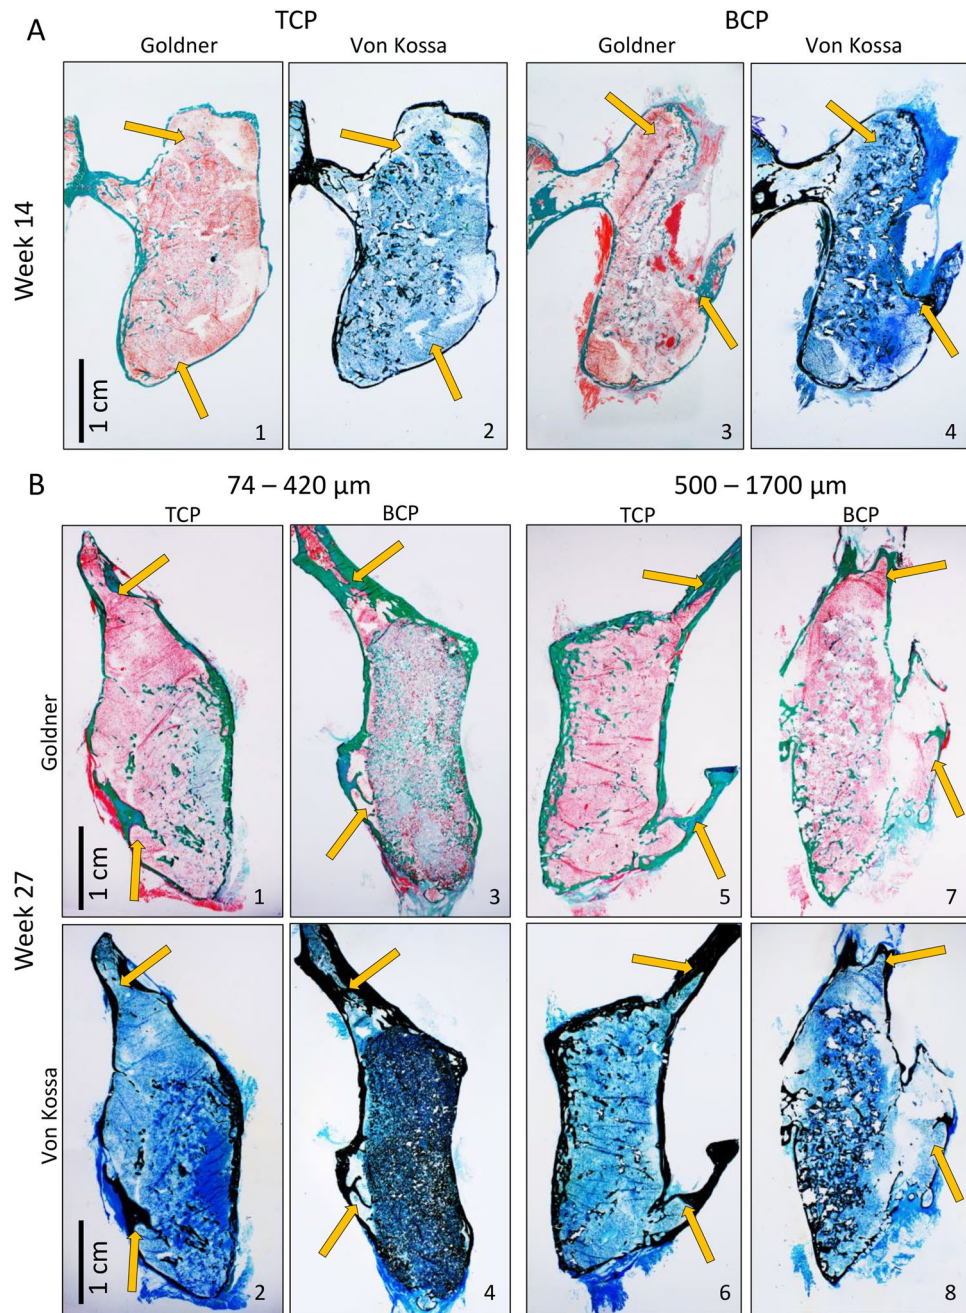 A
TCP
BCP
Goldner
Von Kossa
Goldner
Von Kossa
Week 14
1 cm
1
2
3
4
B
74 – 420 µm
500 – 1700 µm
TCP
BCP
TCP
BCP
Week 27
Goldner
1 cm
1
3
5
7
Von Kossa
1 cm
2
4
6
8